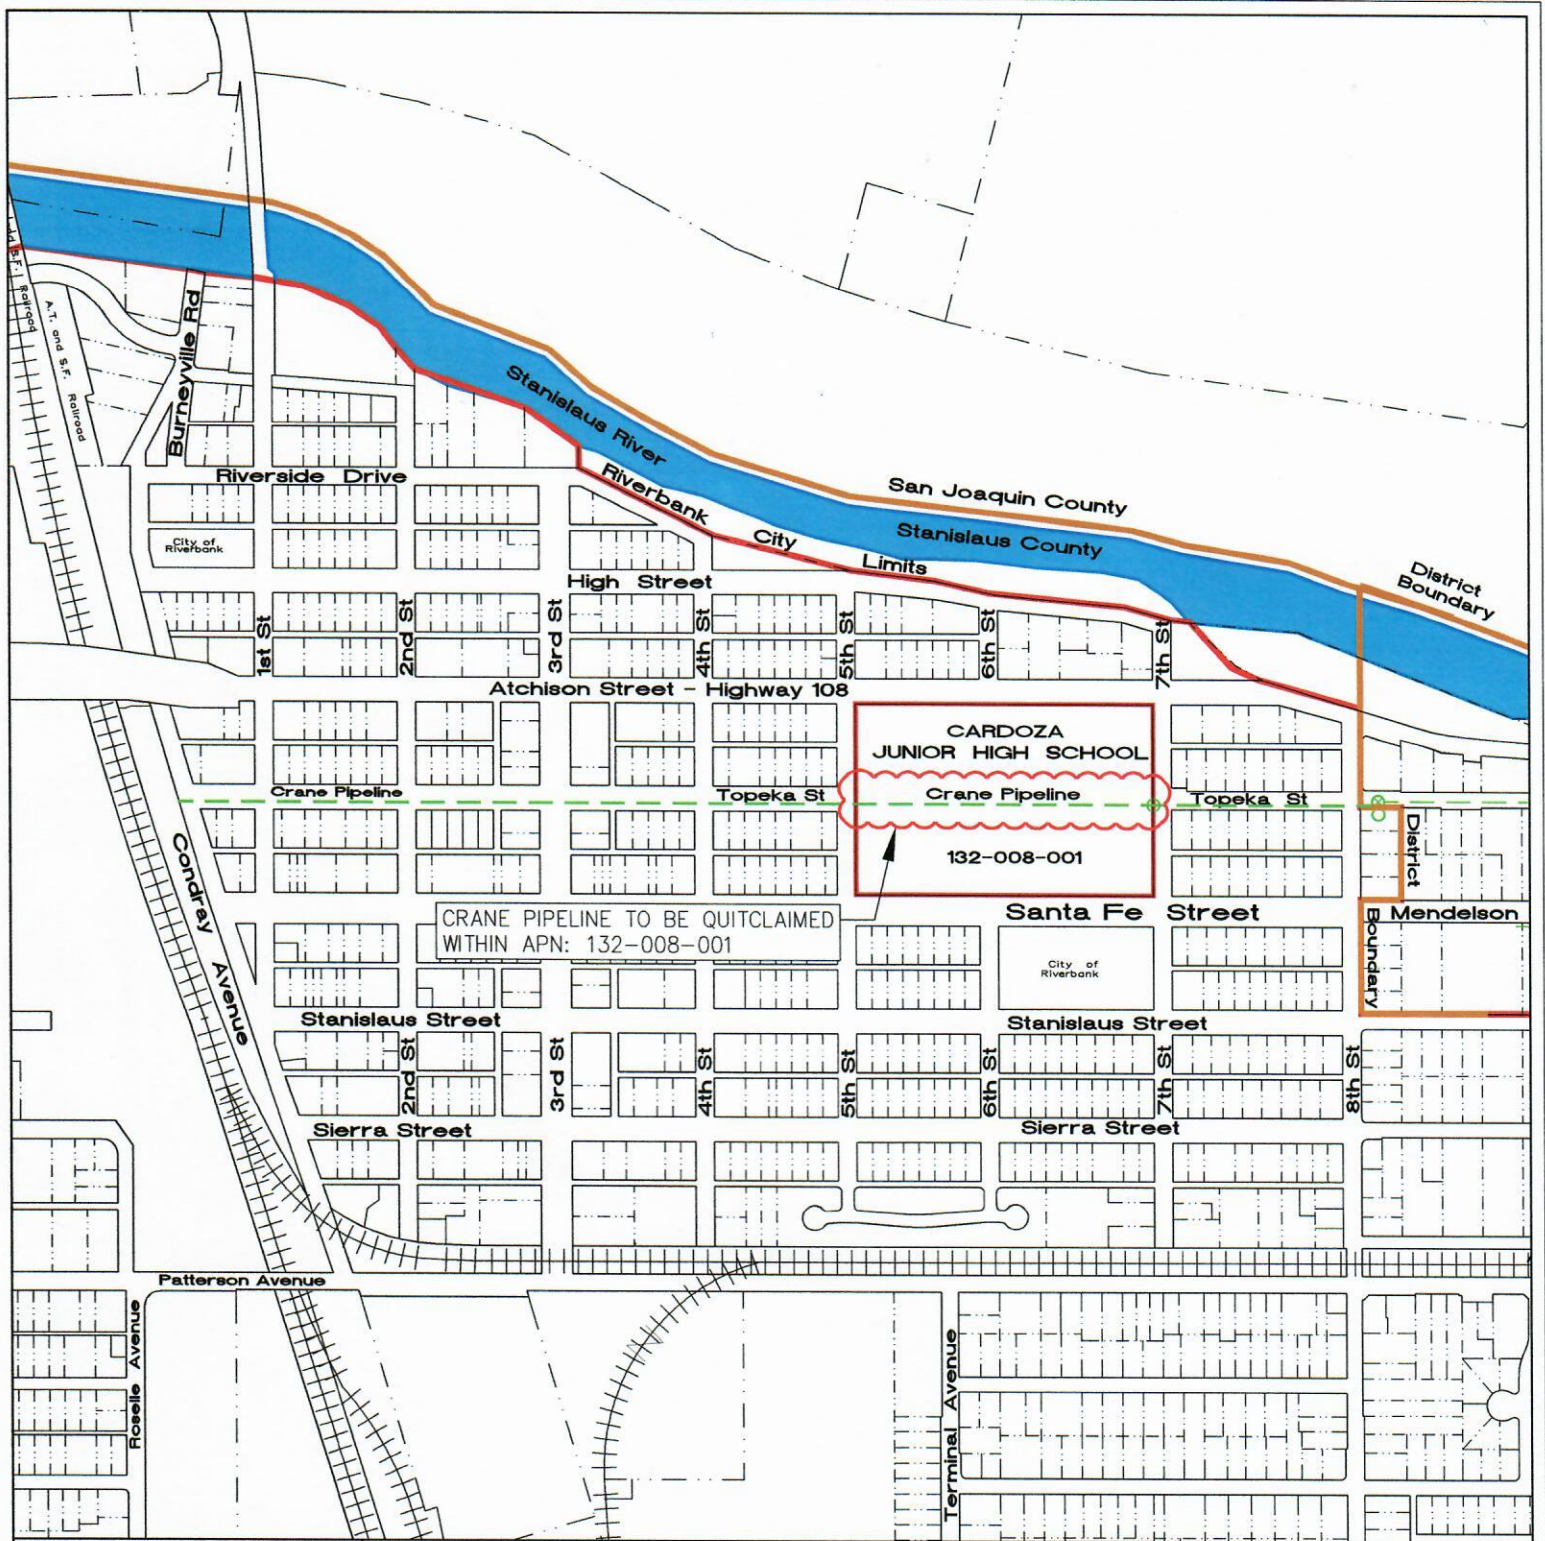 A.T. and S.F. Railroad
Burneyville Rd
Stanislaus River
Riverside Drive
Riverbank
City
Limits
San Joaquin County
Stanislaus County
City of
Riverbank
High Street
District
Boundary
1st St
2nd St
3rd St
4th St
5th St
6th St
7th St
Atchison Street - Highway 108
CARDOZA
JUNIOR HIGH SCHOOL
Crane Pipeline
Topeka St
Crane Pipeline
Topeka St
132-008-001
Condray
Avenue
District
Boundary
CRANE PIPELINE TO BE QUITCLAIMED
WITHIN APN: 132-008-001
Santa Fe Street
Mendelson
City of
Riverbank
Stanislaus Street
Stanislaus Street
2nd St
3rd St
4th St
5th St
6th St
7th St
8th St
Sierra Street
Sierra Street
Patterson Avenue
Roselle Avenue
Terminal Avenue